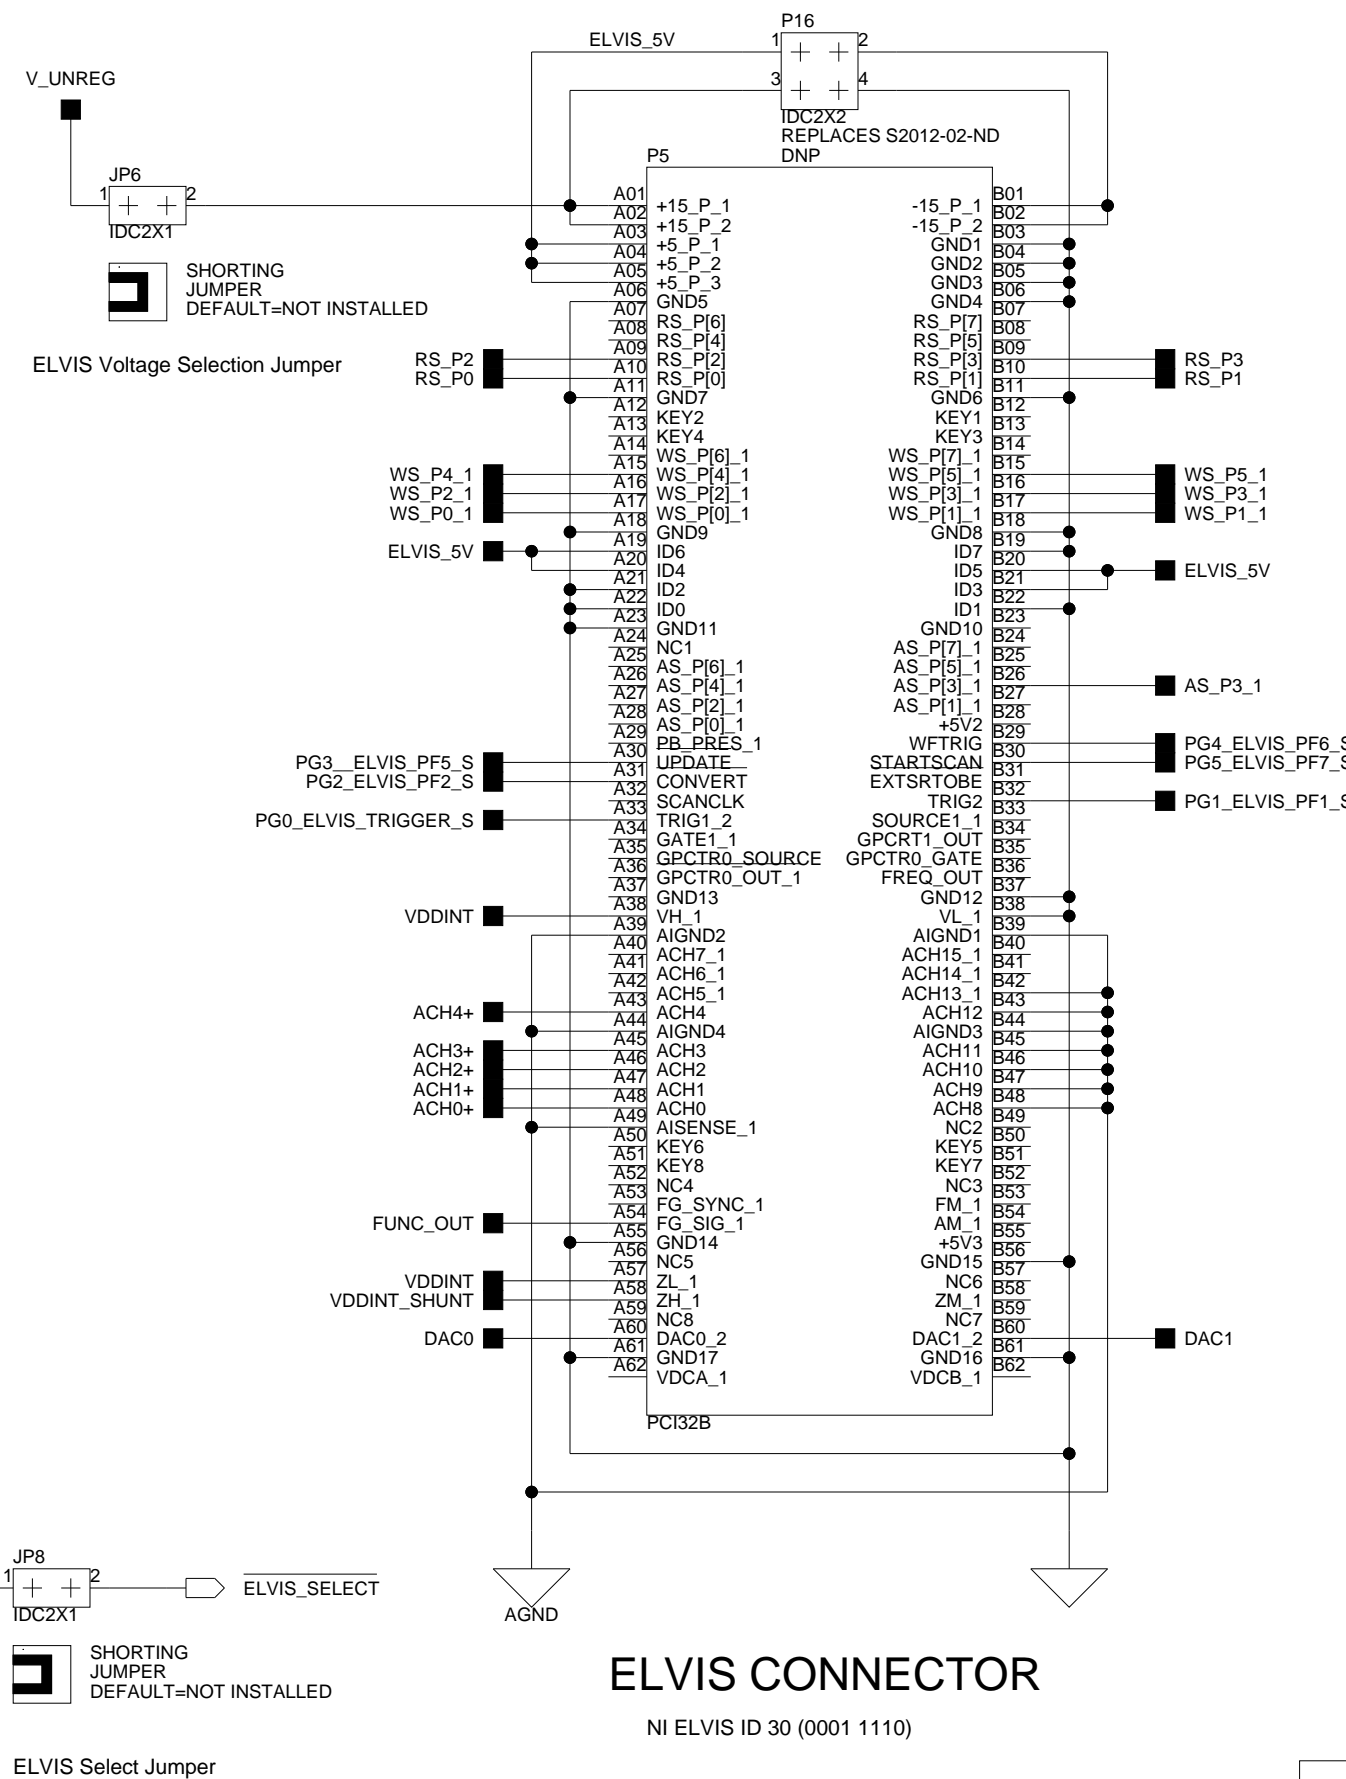 P16
ELVIS_5V
1 2
3 4
IDC2X2
REPLACES S2012-02-ND
DNP
V_UNREG
JP6
1 2
IDC2X1
SHORTING
JUMPER
DEFAULT=NOT INSTALLED
ELVIS Voltage Selection Jumper
P5
A01 +15_P_1 -15_P_1 B01
A02 +15_P_2 -15_P_2 B02
A03 +5_P_1 GND1 B03
A04 +5_P_2 GND2 B04
A05 +5_P_3 GND3 B05
A06 GND5 GND4 B06
A07 RS_P[6] RS_P[7] B07
A08 RS_P[4] RS_P[5] B08
RS_P2 A09 RS_P[2] RS_P[3] B09 RS_P3
RS_P0 A10 RS_P[0] RS_P[1] B10 RS_P1
A11 GND7 GND6 B11
A12 KEY2 KEY1 B12
A13 KEY4 KEY3 B13
A14 WS_P[6]_1 WS_P[7]_1 B14
WS_P4_1 A15 WS_P[4]_1 WS_P[5]_1 B15 WS_P5_1
WS_P2_1 A16 WS_P[2]_1 WS_P[3]_1 B16 WS_P3_1
WS_P0_1 A17 WS_P[0]_1 WS_P[1]_1 B17 WS_P1_1
A18 GND9 GND8 B18
ELVIS_5V A19 ID6 ID7 B19
A20 ID4 ID5 B20 ELVIS_5V
A21 ID2 ID3 B21
A22 ID0 ID1 B22
A23 GND11 GND10 B23
A24 NC1 AS_P[7]_1 B24
A25 AS_P[6]_1 AS_P[5]_1 B25
A26 AS_P[4]_1 AS_P[3]_1 B26 AS_P3_1
A27 AS_P[2]_1 AS_P[1]_1 B27
A28 AS_P[0]_1 +5V2 B28
A29 PB_PRES_1 WFTRIG B29 PG4_ELVIS_PF6_S
PG3__ELVIS_PF5_S A30 UPDATE STARTSCAN B30 PG5_ELVIS_PF7_S
PG2_ELVIS_PF2_S A31 CONVERT EXTSRTOBE B31
A32 SCANCLK TRIG2 B32 PG1_ELVIS_PF1_S
PG0_ELVIS_TRIGGER_S A33 TRIG1_2 SOURCE1_1 B33
A34 GATE1_1 GPCRT1_OUT B34
A35 GPCTR0_SOURCE GPCTR0_GATE B35
A36 GPCTR0_OUT_1 FREQ_OUT B36
A37 GND13 GND12 B37
VDDINT A38 VH_1 VL_1 B38
A39 AIGND2 AIGND1 B39
A40 ACH7_1 ACH15_1 B40
A41 ACH6_1 ACH14_1 B41
A42 ACH5_1 ACH13_1 B42
ACH4+ A43 ACH4 ACH12 B43
A44 AIGND4 AIGND3 B44
ACH3+ A45 ACH3 ACH11 B45
ACH2+ A46 ACH2 ACH10 B46
ACH1+ A47 ACH1 ACH9 B47
ACH0+ A48 ACH0 ACH8 B48
A49 AISENSE_1 NC2 B49
A50 KEY6 KEY5 B50
A51 KEY8 KEY7 B51
A52 NC4 NC3 B52
A53 FG_SYNC_1 FM_1 B53
FUNC_OUT A54 FG_SIG_1 AM_1 B54
A55 GND14 +5V3 B55
A56 NC5 GND15 B56
VDDINT A57 ZL_1 NC6 B57
VDDINT_SHUNT A58 ZH_1 ZM_1 B58
A59 NC8 NC7 B59
DAC0 A60 DAC0_2 DAC1_2 B60 DAC1
A61 GND17 GND16 B61
A62 VDCA_1 VDCB_1 B62
PCI32B
JP8
1 2
IDC2X1
ELVIS_SELECT
AGND
SHORTING
JUMPER
DEFAULT=NOT INSTALLED
ELVIS CONNECTOR
NI ELVIS ID 30 (0001 1110)
ELVIS Select Jumper